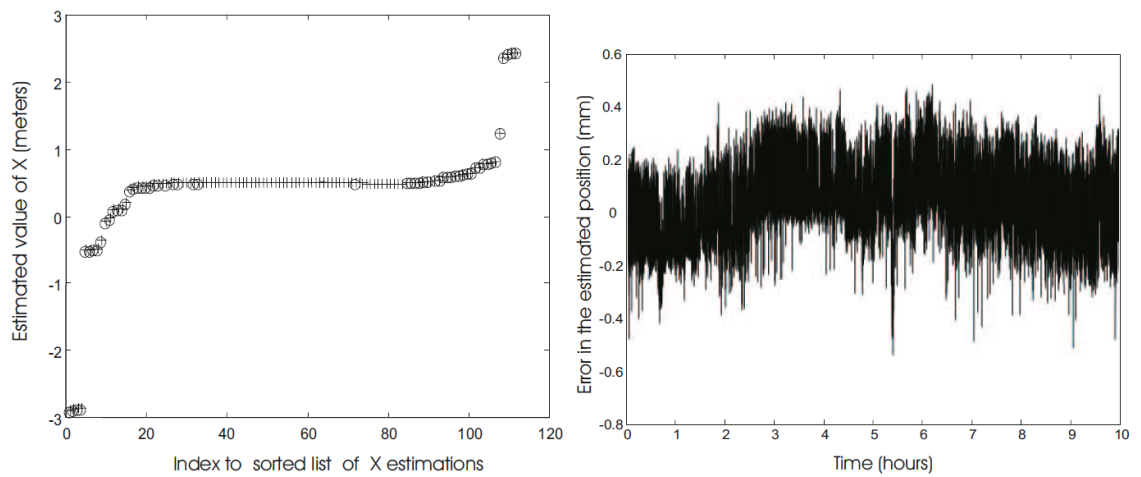 Estimated value of X (meters)
3
2
1
0
-1
-2
-3
0 20 40 60 80 100 120
Index to sorted list of X estimations
Error in the estimated position (mm)
0.6
0.4
0.2
0
-0.2
-0.4
-0.6
-0.8
0 1 2 3 4 5 6 7 8 9 10
Time (hours)